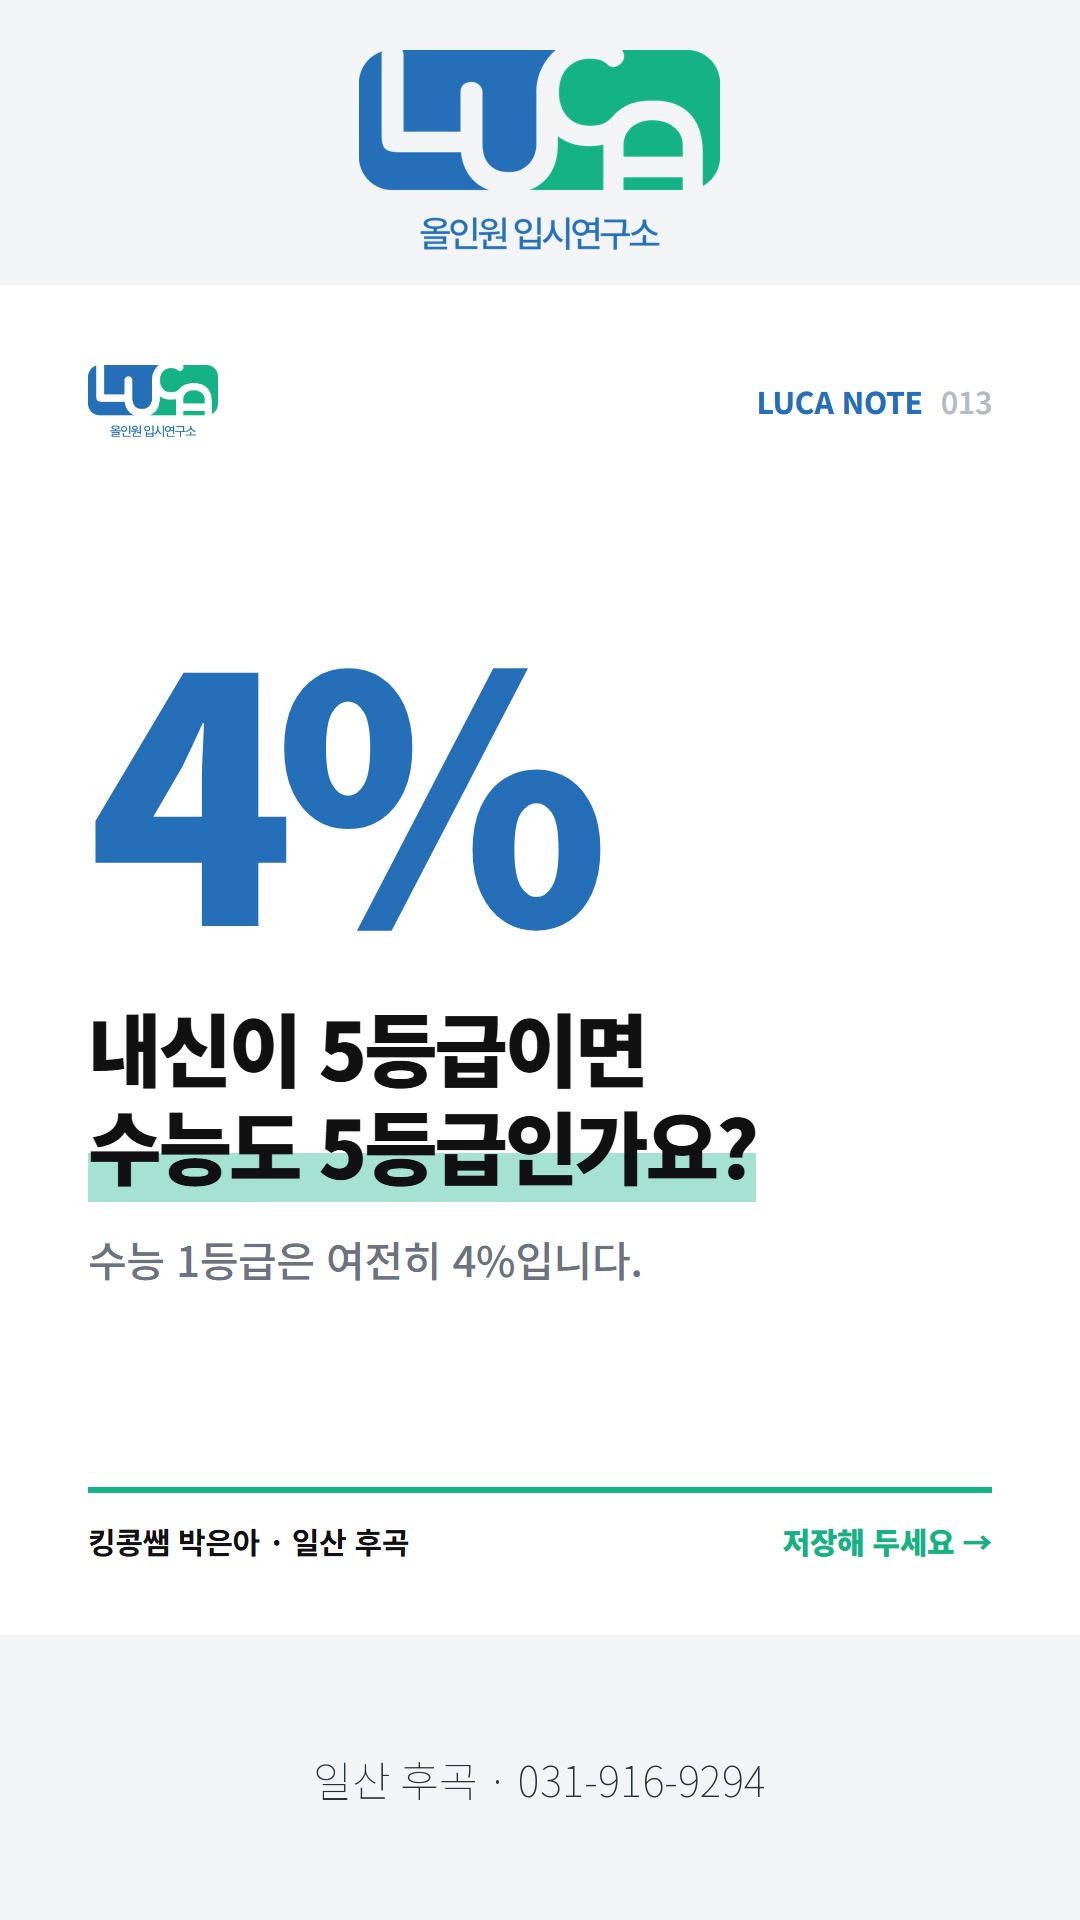 LUCA
올인원 입시연구소
LUCA
올인원 입시연구소
LUCA NOTE 013
4%
내신이 5등급이면
수능도 5등급인가요?
수능 1등급은 여전히 4%입니다.
킹콩쌤 박은아 · 일산 후곡
저장해 두세요 →
일산 후곡 · 031-916-9294